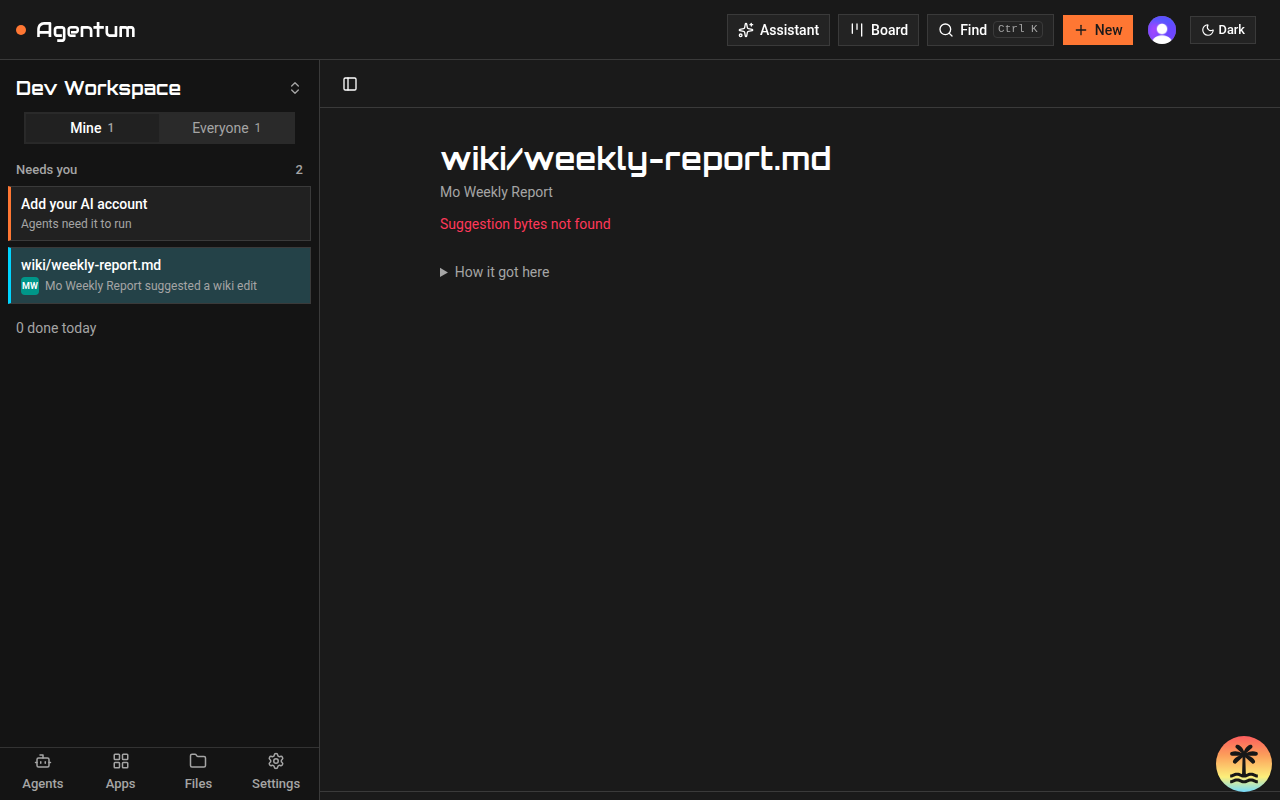 Agentum
Assistant
Board
Find Ctrl K
New
Dark
Dev Workspace
Mine 1
Everyone 1
Needs you 2
Add your AI account
Agents need it to run
wiki/weekly-report.md
MW Mo Weekly Report suggested a wiki edit
0 done today
wiki/weekly-report.md
Mo Weekly Report
Suggestion bytes not found
How it got here
Agents
Apps
Files
Settings